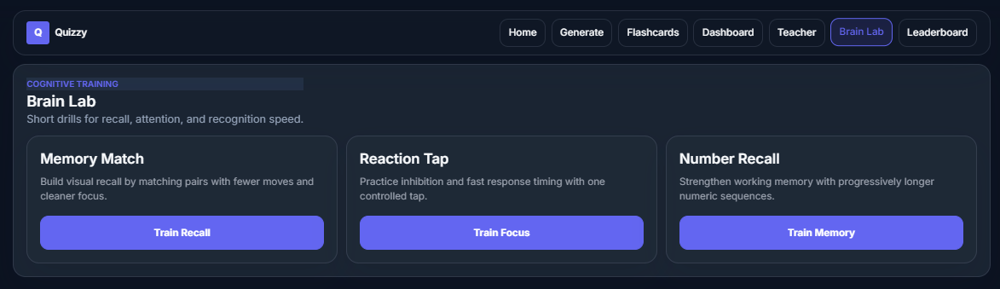 Q Quizzy Home Generate Flashcards Dashboard Teacher Brain Lab Leaderboard
COGNITIVE TRAINING
Brain Lab
Short drills for recall, attention, and recognition speed.
Memory Match
Build visual recall by matching pairs with fewer moves and
cleaner focus.
Train Recall
Reaction Tap
Practice inhibition and fast response timing with one
controlled tap.
Train Focus
Number Recall
Strengthen working memory with progressively longer
numeric sequences.
Train Memory